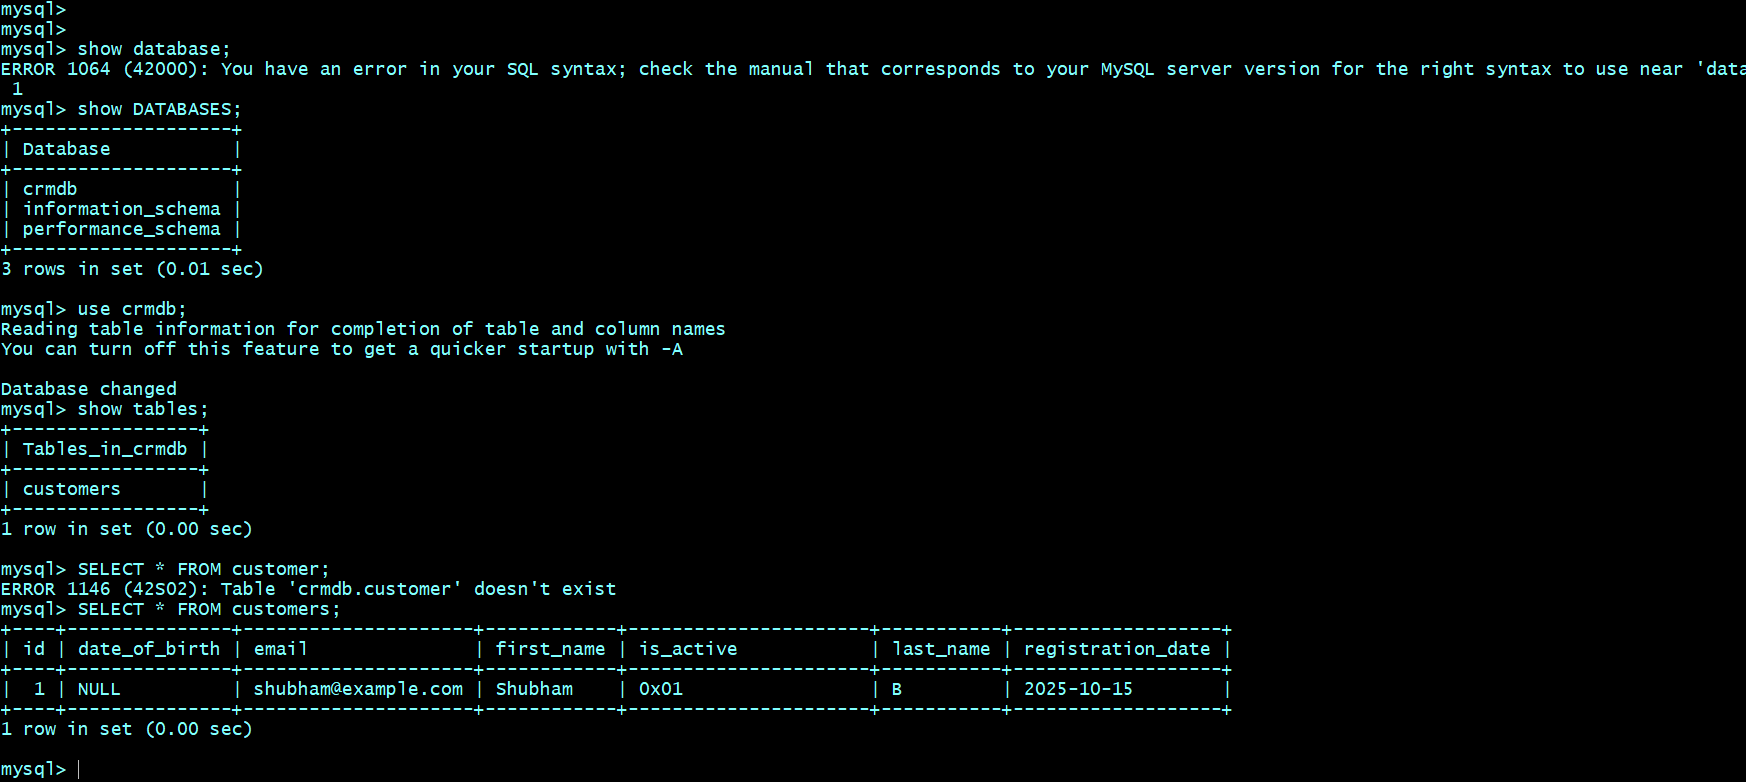 mysql>
mysql>
mysql> show database;
ERROR 1064 (42000): You have an error in your SQL syntax; check the manual that corresponds to your MySQL server version for the right syntax to use near 'data
 1
mysql> show DATABASES;
+--------------------+
| Database           |
+--------------------+
| crmdb              |
| information_schema |
| performance_schema |
+--------------------+
3 rows in set (0.01 sec)

mysql> use crmdb;
Reading table information for completion of table and column names
You can turn off this feature to get a quicker startup with -A

Database changed
mysql> show tables;
+-----------------+
| Tables_in_crmdb |
+-----------------+
| customers       |
+-----------------+
1 row in set (0.00 sec)

mysql> SELECT * FROM customer;
ERROR 1146 (42S02): Table 'crmdb.customer' doesn't exist
mysql> SELECT * FROM customers;
+----+---------------+---------------------+------------+----------------------+-----------+-------------------+
| id | date_of_birth | email               | first_name | is_active            | last_name | registration_date |
+----+---------------+---------------------+------------+----------------------+-----------+-------------------+
|  1 | NULL          | shubham@example.com | Shubham    | 0x01                 | B         | 2025-10-15        |
+----+---------------+---------------------+------------+----------------------+-----------+-------------------+
1 row in set (0.00 sec)

mysql>